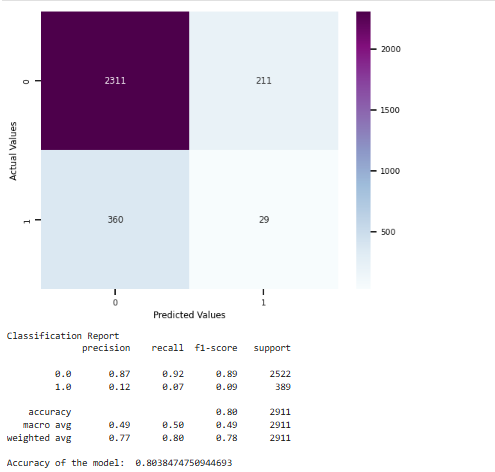 2311 211
360 29
0
1
Actual Values
0 1
Predicted Values
2000
1500
1000
500
Classification Report
precision recall f1-score support
0.0 0.87 0.92 0.89 2522
1.0 0.12 0.07 0.09 389
accuracy 0.80 2911
macro avg 0.49 0.50 0.49 2911
weighted avg 0.77 0.80 0.78 2911
Accuracy of the model: 0.8038474750944693